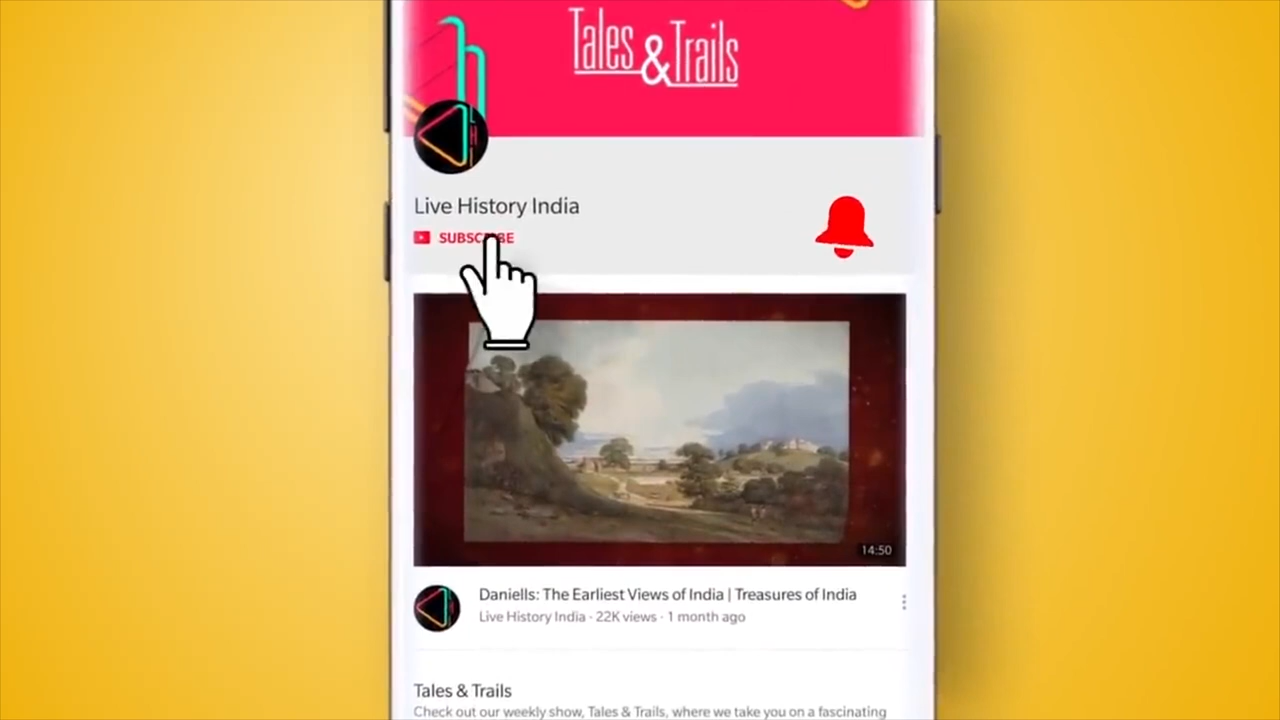 Tales & Trails
Live History India
SUBSCRIBE
14:50
Daniells: The Earliest Views of India | Treasures of India
Live History India · 22K views · 1 month ago
Tales & Trails
Check out our weekly show, Tales & Trails, where we take you on a fascinating